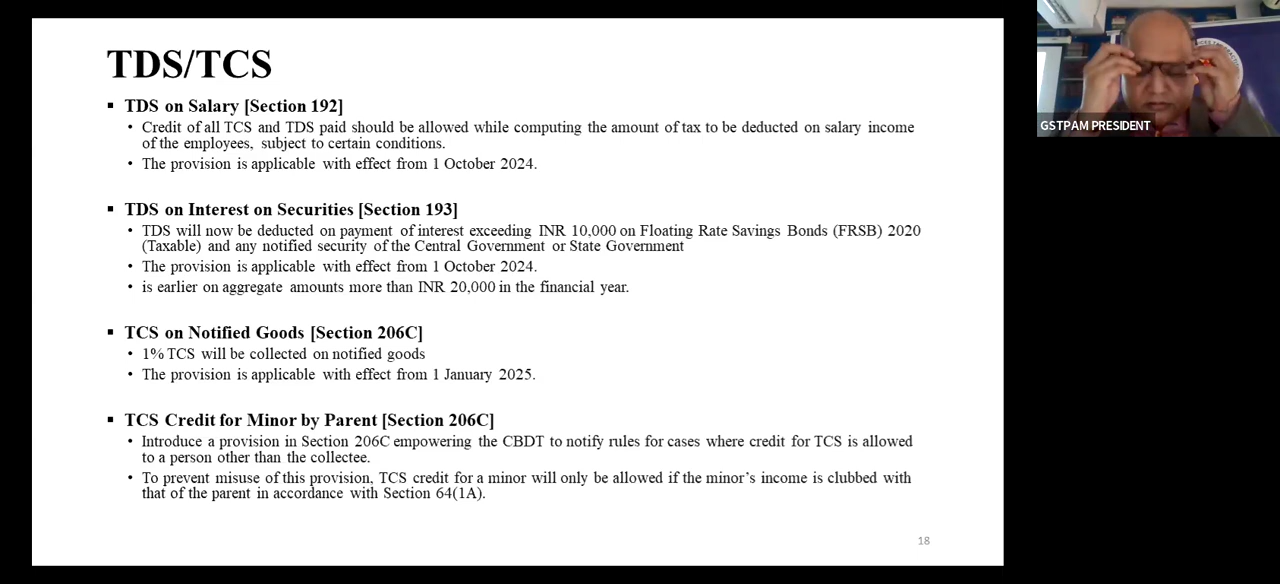 TDS/TCS
▪ TDS on Salary [Section 192]
• Credit of all TCS and TDS paid should be allowed while computing the amount of tax to be deducted on salary income
of the employees, subject to certain conditions.
• The provision is applicable with effect from 1 October 2024.
▪ TDS on Interest on Securities [Section 193]
• TDS will now be deducted on payment of interest exceeding INR 10,000 on Floating Rate Savings Bonds (FRSB) 2020
(Taxable) and any notified security of the Central Government or State Government
• The provision is applicable with effect from 1 October 2024.
• is earlier on aggregate amounts more than INR 20,000 in the financial year.
▪ TCS on Notified Goods [Section 206C]
• 1% TCS will be collected on notified goods
• The provision is applicable with effect from 1 January 2025.
▪ TCS Credit for Minor by Parent [Section 206C]
• Introduce a provision in Section 206C empowering the CBDT to notify rules for cases where credit for TCS is allowed
to a person other than the collectee.
• To prevent misuse of this provision, TCS credit for a minor will only be allowed if the minor’s income is clubbed with
that of the parent in accordance with Section 64(1A).
18
GSTPAM PRESIDENT